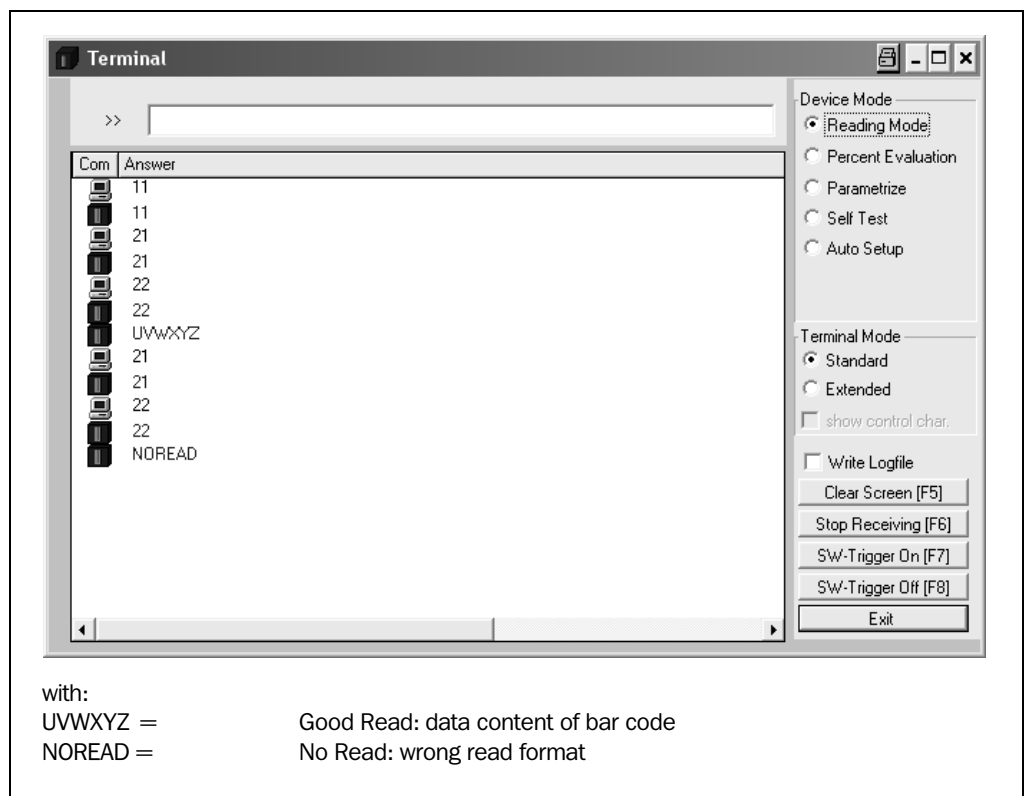 Terminal
>>
Com Answer
11
11
21
21
22
22
UVWXYZ
21
21
22
22
NOREAD
Device Mode
Reading Mode
Percent Evaluation
Parametrize
Self Test
Auto Setup
Terminal Mode
Standard
Extended
show control char.
Write Logfile
Clear Screen [F5]
Stop Receiving [F6]
SW-Trigger On [F7]
SW-Trigger Off [F8]
Exit
with:
UVWXYZ = Good Read: data content of bar code
NOREAD = No Read: wrong read format